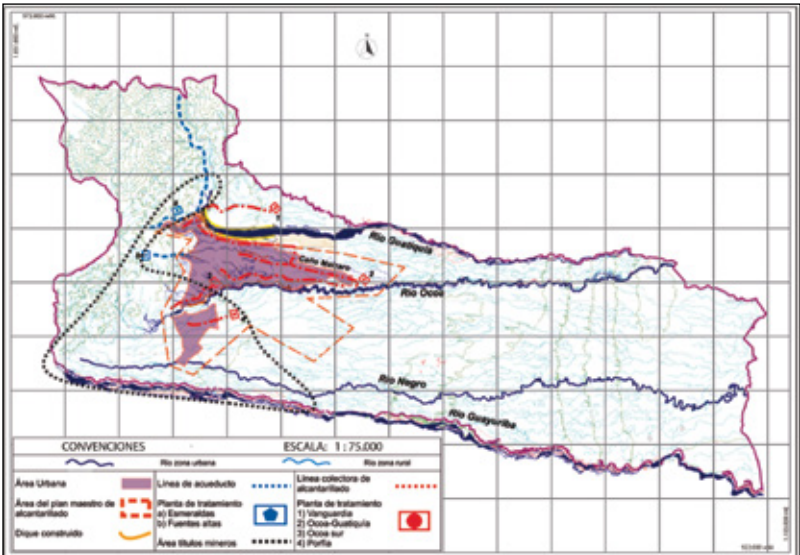 Río Guatiquía
Caño Maizaro
Río Ocoa
Río Negro
Río Guayuriba
CONVENCIONES
ESCALA: 1:75.000
Río zona urbana
Río zona rural
Área Urbana
Línea de acueducto
Línea colectora de
alcantarillado
Área del plan maestro de
alcantarillado
Planta de tratamiento
a) Esmeraldas
b) Fuentes altas
Planta de tratamiento
1) Vanguardia
2) Ocoa-Guatiquía
3) Ocoa sur
4) Porfía
Dique construido
Área títulos mineros